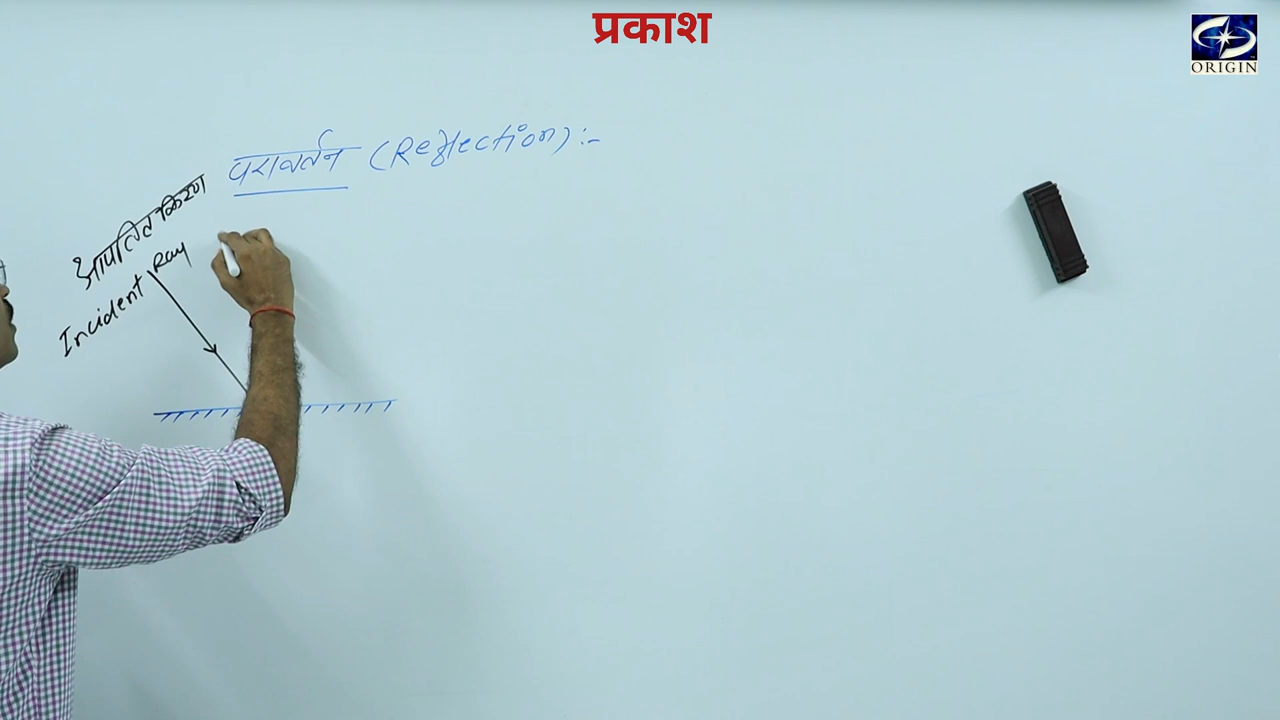 प्रकाश
ORIGIN
परावर्तन (Reflection) :-
आपतित किरण
Incident Ray